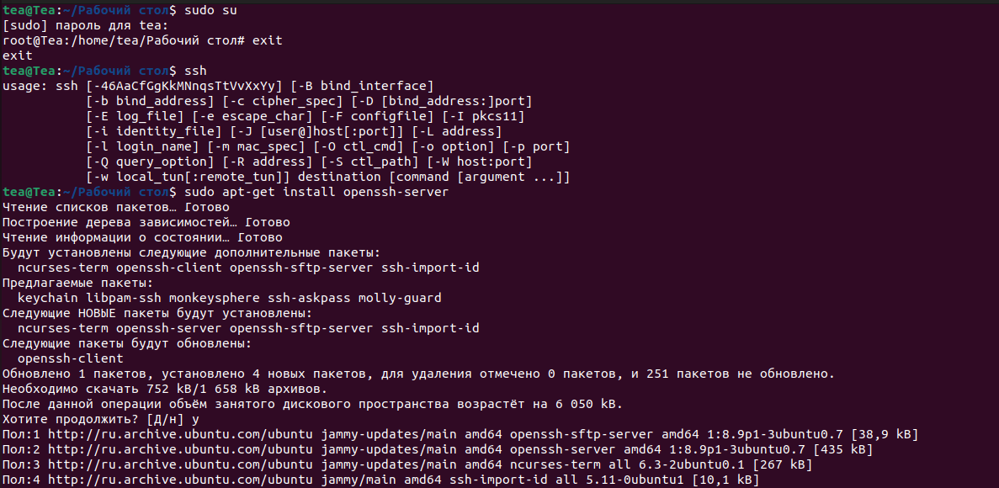 tea@Tea:~/Рабочий стол$ sudo su
[sudo] пароль для tea:
root@Tea:/home/tea/Рабочий стол# exit
exit
tea@Tea:~/Рабочий стол$ ssh
usage: ssh [-46AaCfGgKkMNnqsTtVvXxYy] [-B bind_interface]
           [-b bind_address] [-c cipher_spec] [-D [bind_address:]port]
           [-E log_file] [-e escape_char] [-F configfile] [-I pkcs11]
           [-i identity_file] [-J [user@]host[:port]] [-L address]
           [-l login_name] [-m mac_spec] [-O ctl_cmd] [-o option] [-p port]
           [-Q query_option] [-R address] [-S ctl_path] [-W host:port]
           [-w local_tun[:remote_tun]] destination [command [argument ...]]
tea@Tea:~/Рабочий стол$ sudo apt-get install openssh-server
Чтение списков пакетов… Готово
Построение дерева зависимостей… Готово
Чтение информации о состоянии… Готово
Будут установлены следующие дополнительные пакеты:
  ncurses-term openssh-client openssh-sftp-server ssh-import-id
Предлагаемые пакеты:
  keychain libpam-ssh monkeysphere ssh-askpass molly-guard
Следующие НОВЫЕ пакеты будут установлены:
  ncurses-term openssh-server openssh-sftp-server ssh-import-id
Следующие пакеты будут обновлены:
  openssh-client
Обновлено 1 пакетов, установлено 4 новых пакетов, для удаления отмечено 0 пакетов, и 251 пакетов не обновлено.
Необходимо скачать 752 kB/1 658 kB архивов.
После данной операции объём занятого дискового пространства возрастёт на 6 050 kB.
Хотите продолжить? [Д/н] y
Пол:1 http://ru.archive.ubuntu.com/ubuntu jammy-updates/main amd64 openssh-sftp-server amd64 1:8.9p1-3ubuntu0.7 [38,9 kB]
Пол:2 http://ru.archive.ubuntu.com/ubuntu jammy-updates/main amd64 openssh-server amd64 1:8.9p1-3ubuntu0.7 [435 kB]
Пол:3 http://ru.archive.ubuntu.com/ubuntu jammy-updates/main amd64 ncurses-term all 6.3-2ubuntu0.1 [267 kB]
Пол:4 http://ru.archive.ubuntu.com/ubuntu jammy/main amd64 ssh-import-id all 5.11-0ubuntu1 [10,1 kB]